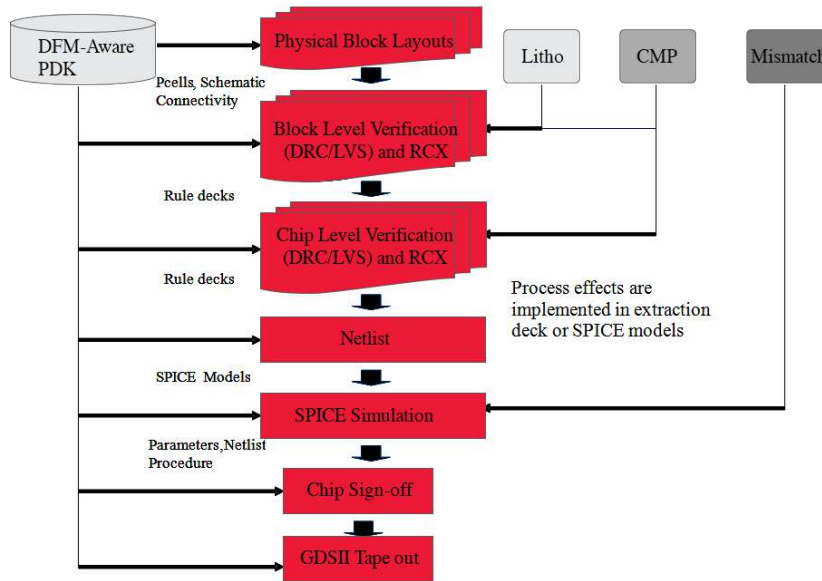 DFM-Aware
PDK
Physical Block Layouts
Litho
CMP
Mismatch
Pcells, Schematic
Connectivity
Block Level Verification
(DRC/LVS) and RCX
Rule decks
Chip Level Verification
(DRC/LVS) and RCX
Rule decks
Process effects are
implemented in extraction
deck or SPICE models
Netlist
SPICE Models
SPICE Simulation
Parameters,Netlist
Procedure
Chip Sign-off
GDSII Tape out